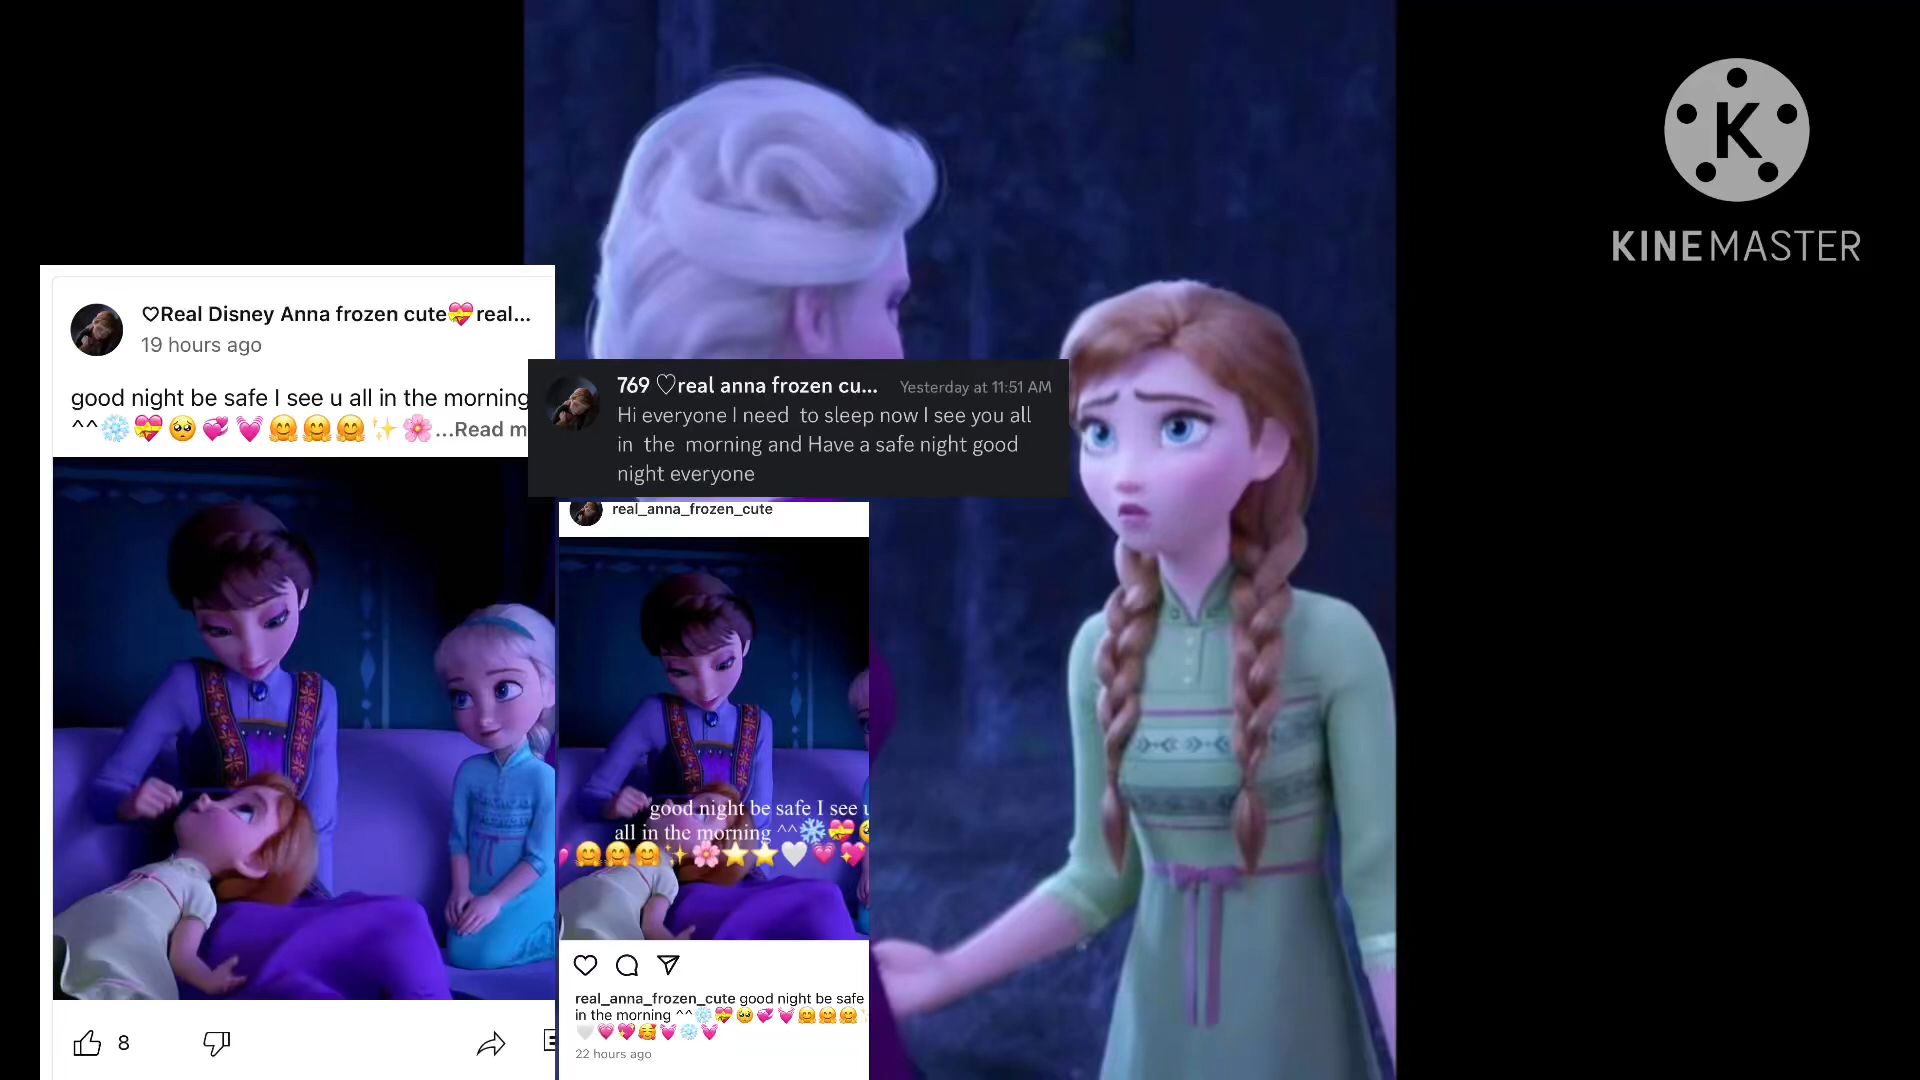 K
KINEMASTER
♡Real Disney Anna frozen cute💝real...
19 hours ago
good night be safe I see u all in the morning
^^❄️💝🥺💞💓🤗🤗🤗✨🌸...Read m
769 ♡real anna frozen cu... Yesterday at 11:51 AM
Hi everyone I need to sleep now I see you all
in the morning and Have a safe night good
night everyone
real_anna_frozen_cute
good night be safe I see u
all in the morning ^^❄️💝🥺
🤗🤗🤗✨🌸⭐⭐🤍💗💖
8
real_anna_frozen_cute good night be safe
in the morning ^^❄️💝🥺💞💓🤗🤗🤗✨
🤍💗💖🥰💓❄️💓
22 hours ago